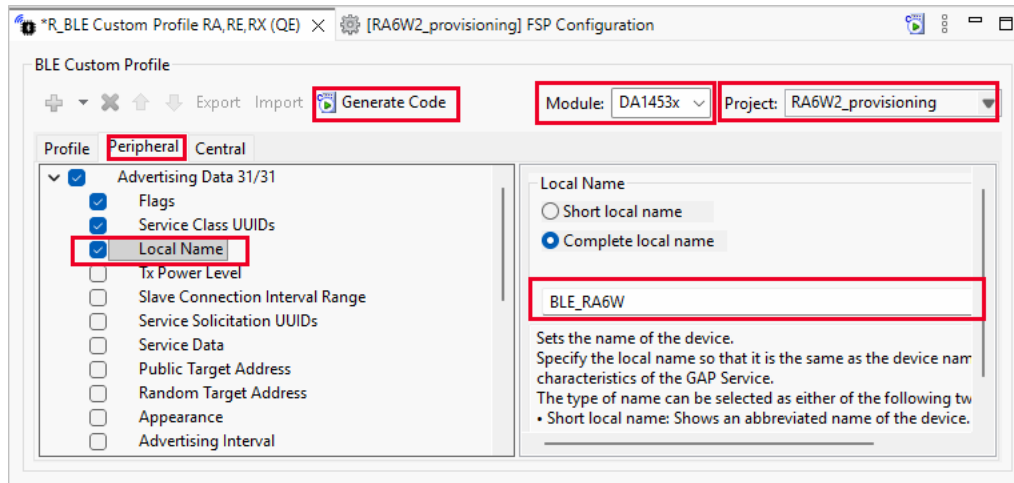 *R_BLE Custom Profile RA,RE,RX (QE)
[RA6W2_provisioning] FSP Configuration
BLE Custom Profile
Export Import Generate Code Module: DA1453x Project: RA6W2_provisioning
Profile Peripheral Central
Advertising Data 31/31
Flags
Service Class UUIDs
Local Name
Tx Power Level
Slave Connection Interval Range
Service Solicitation UUIDs
Service Data
Public Target Address
Random Target Address
Appearance
Advertising Interval
Local Name
Short local name
Complete local name
BLE_RA6W
Sets the name of the device.
Specify the local name so that it is the same as the device nam
characteristics of the GAP Service.
The type of name can be selected as either of the following tw
• Short local name: Shows an abbreviated name of the device.